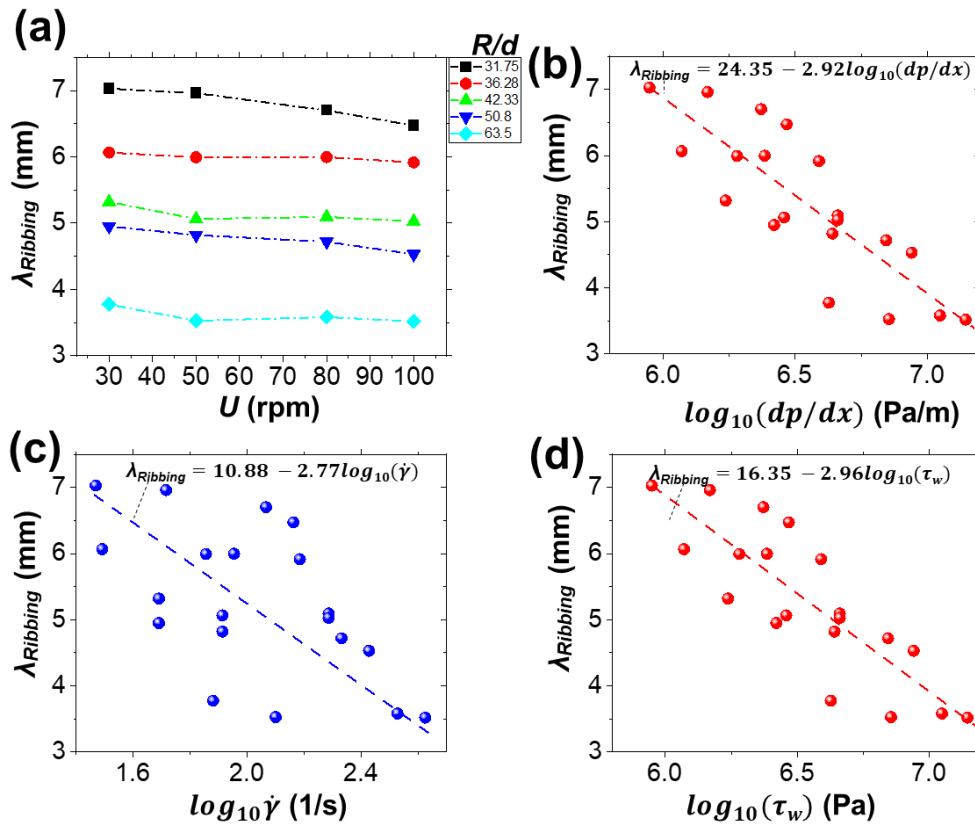 (a)
R/d
31.75
36.28
42.33
50.8
63.5
7
6
5
4
3
λRibbing (mm)
30 40 50 60 70 80 90 100
U (rpm)
(b)
λRibbing = 24.35 − 2.92log10(dp/dx)
7
6
5
4
3
λRibbing (mm)
6.0 6.5 7.0
log10(dp/dx) (Pa/m)
(c)
λRibbing = 10.88 − 2.77log10(γ̇)
7
6
5
4
3
λRibbing (mm)
1.6 2.0 2.4
log10γ̇ (1/s)
(d)
λRibbing = 16.35 − 2.96log10(τw)
7
6
5
4
3
λRibbing (mm)
6.0 6.5 7.0
log10(τw) (Pa)